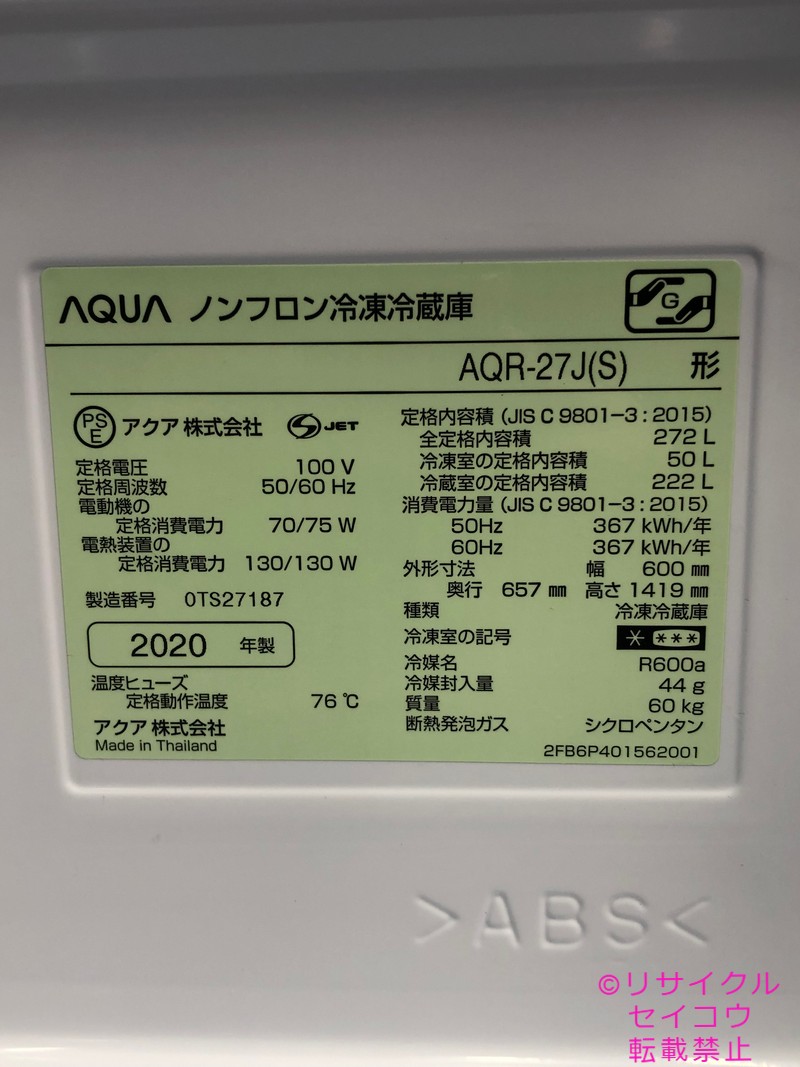 AQUA ノンフロン冷凍冷蔵庫
G
AQR-27J(S) 形
PS E アクア 株式会社 S JET
定格電圧 100 V
定格周波数 50/60 Hz
電動機の
定格消費電力 70/75 W
電熱装置の
定格消費電力 130/130 W
製造番号 0TS27187
2020 年製
温度ヒューズ
定格動作温度 76 ℃
アクア 株式会社
Made in Thailand
定格内容積 (JIS C 9801-3 : 2015)
全定格内容積 272 L
冷凍室の定格内容積 50 L
冷蔵室の定格内容積 222 L
消費電力量 (JIS C 9801-3 : 2015)
50Hz 367 kWh/年
60Hz 367 kWh/年
外形寸法 幅 600 ㎜
奥行 657 ㎜ 高さ 1419 ㎜
種類 冷凍冷蔵庫
冷凍室の記号 * ***
冷媒名 R600a
冷媒封入量 44 g
質量 60 kg
断熱発泡ガス シクロペンタン
2FB6P401562001
>ABS<
©リサイクル
セイコウ
転載禁止